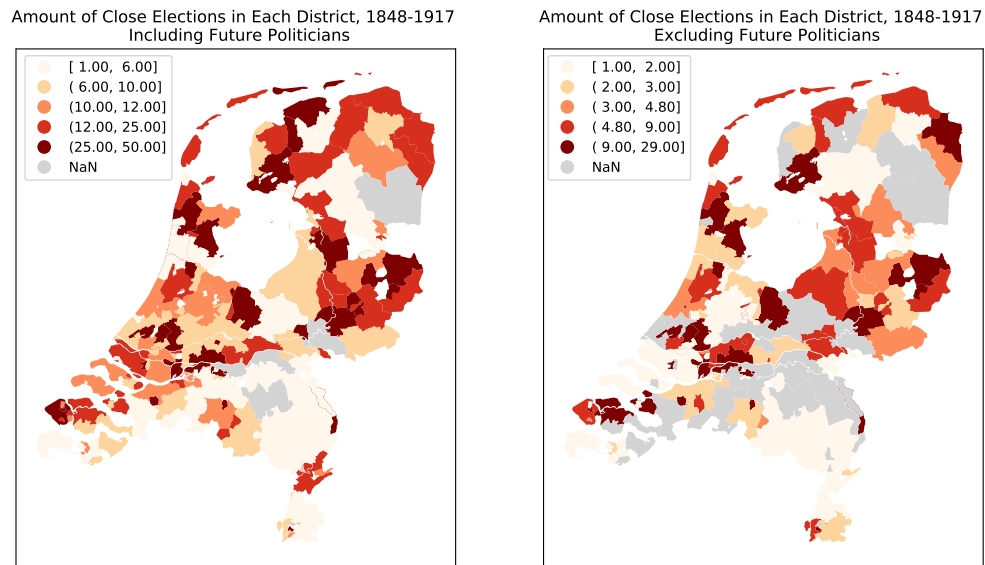 Amount of Close Elections in Each District, 1848-1917
Including Future Politicians
[ 1.00,  6.00]
( 6.00, 10.00]
(10.00, 12.00]
(12.00, 25.00]
(25.00, 50.00]
NaN
Amount of Close Elections in Each District, 1848-1917
Excluding Future Politicians
[ 1.00,  2.00]
( 2.00,  3.00]
( 3.00,  4.80]
( 4.80,  9.00]
( 9.00, 29.00]
NaN